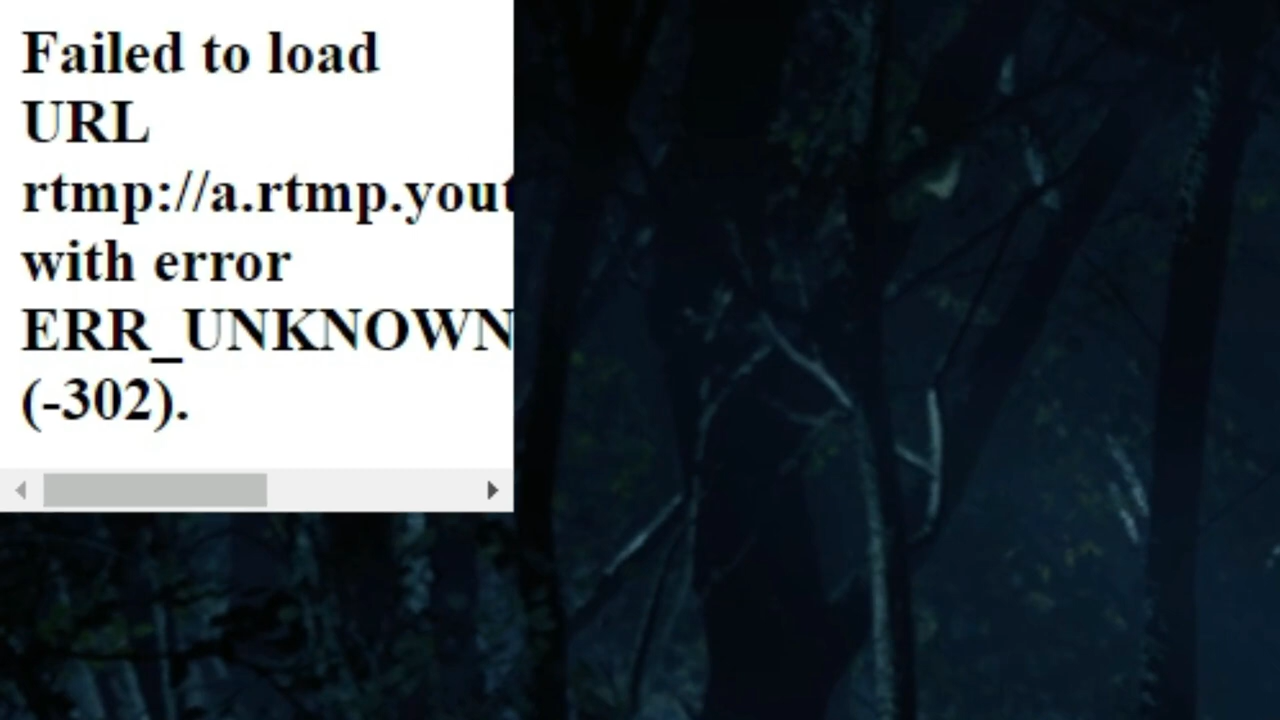 Failed to load
URL
rtmp://a.rtmp.yout
with error
ERR_UNKNOWN
(-302).